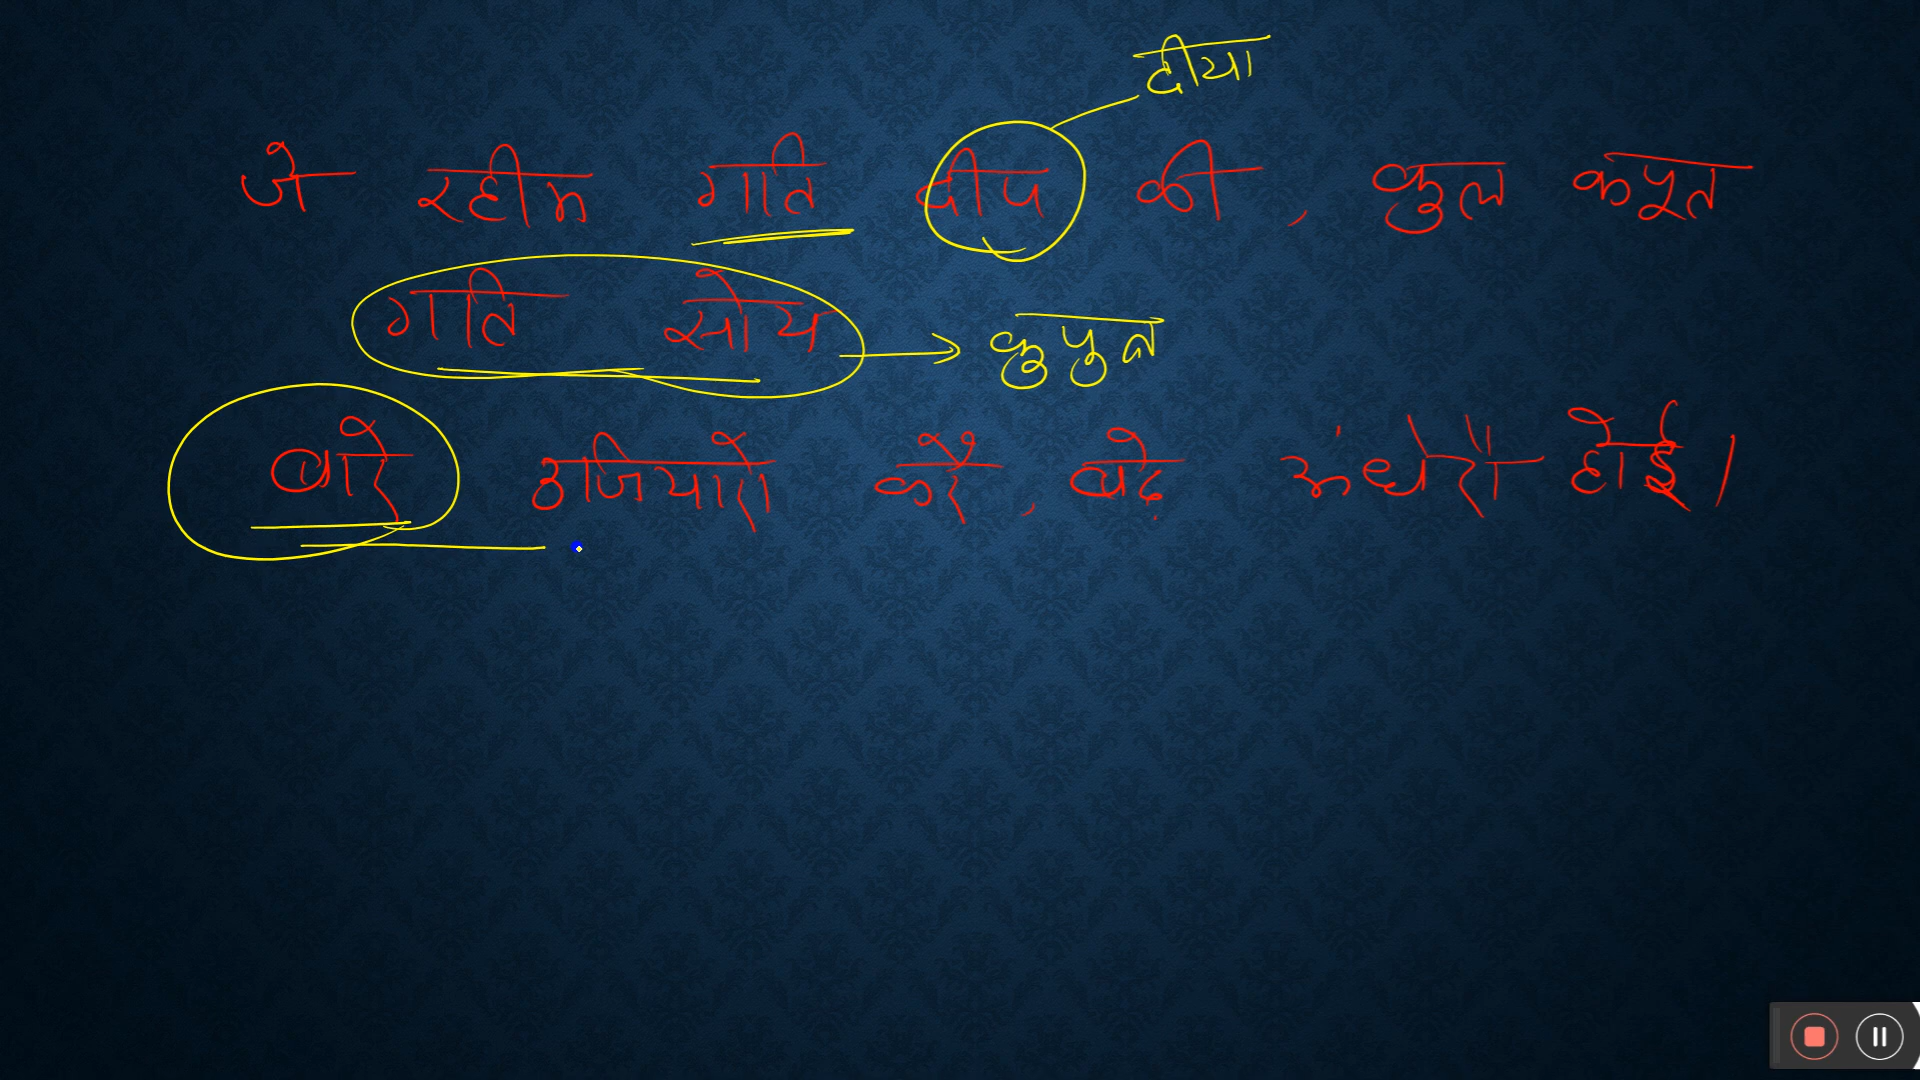 दीया
जे रहीम गति दीप की, कुल कपूत
गति सोय → कुपुत्र
बारे उजियारो करै, बढे़ अंधेरो होई।